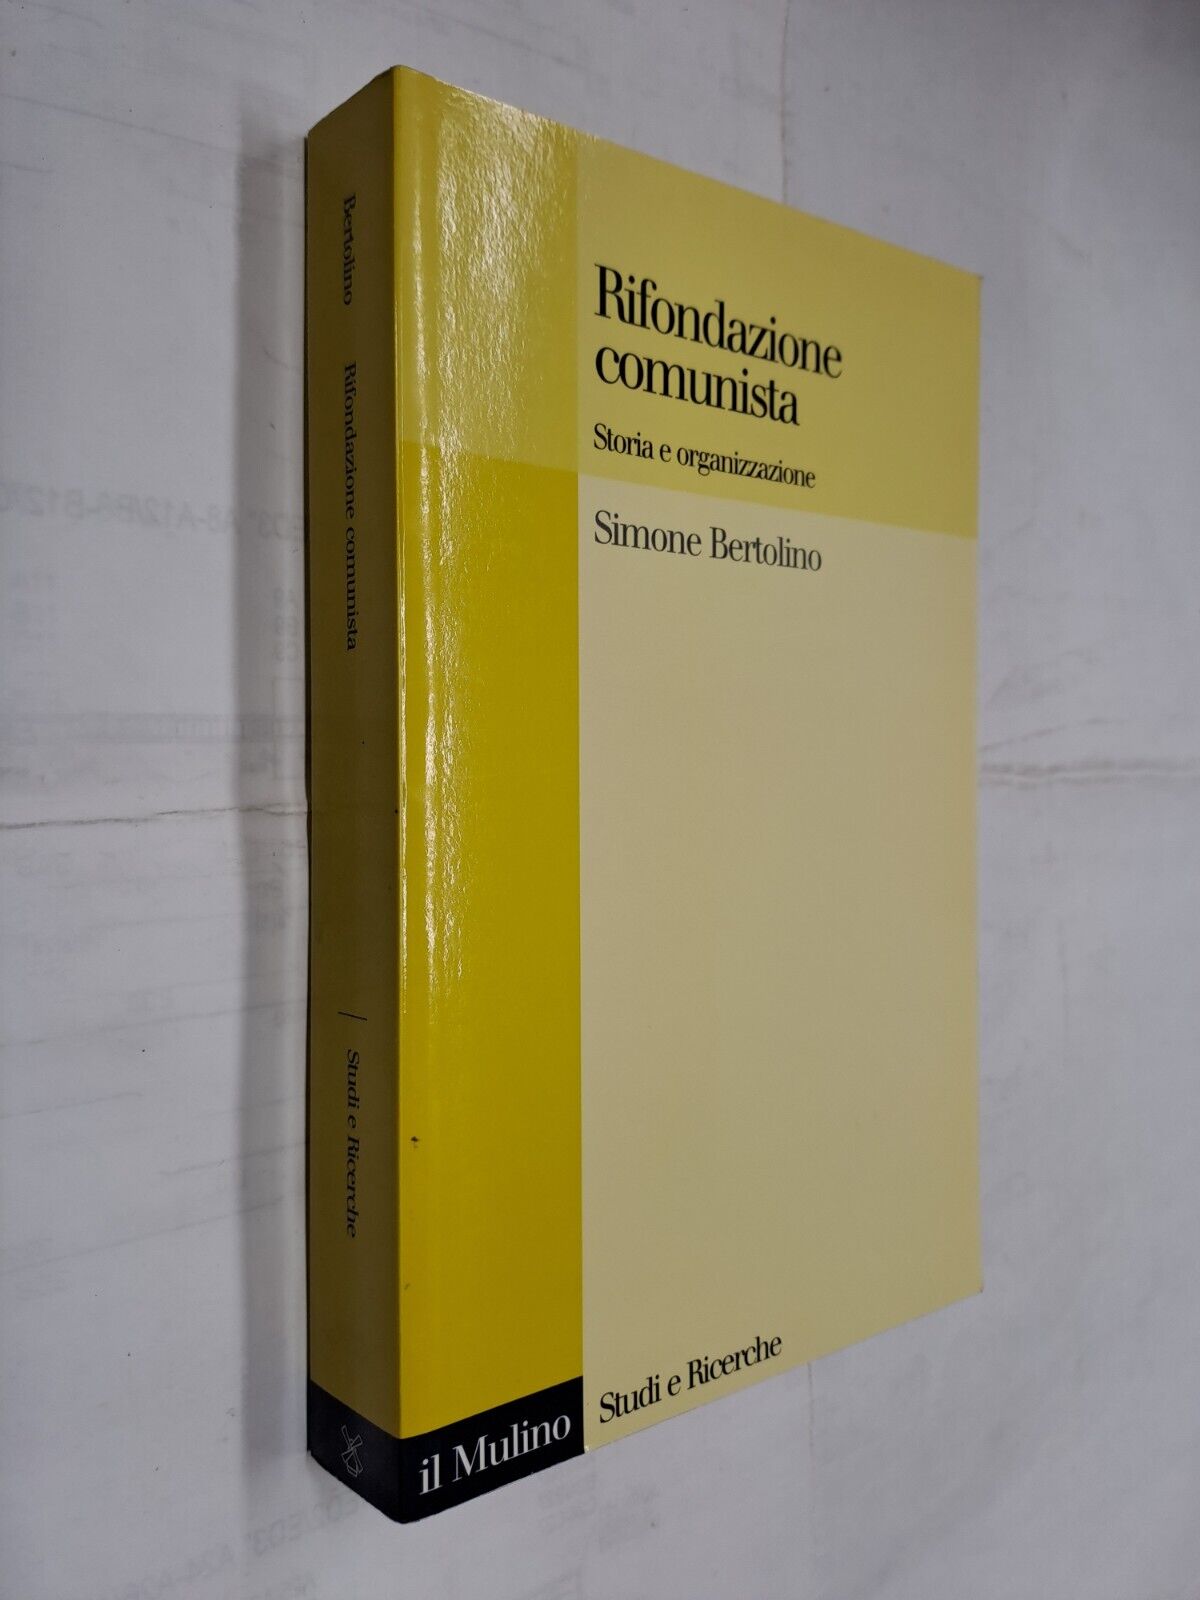 Bertolino
Rifondazione comunista
Studi e Ricerche
Rifondazione
comunista
Storia e organizzazione
Simone Bertolino
Studi e Ricerche
il Mulino